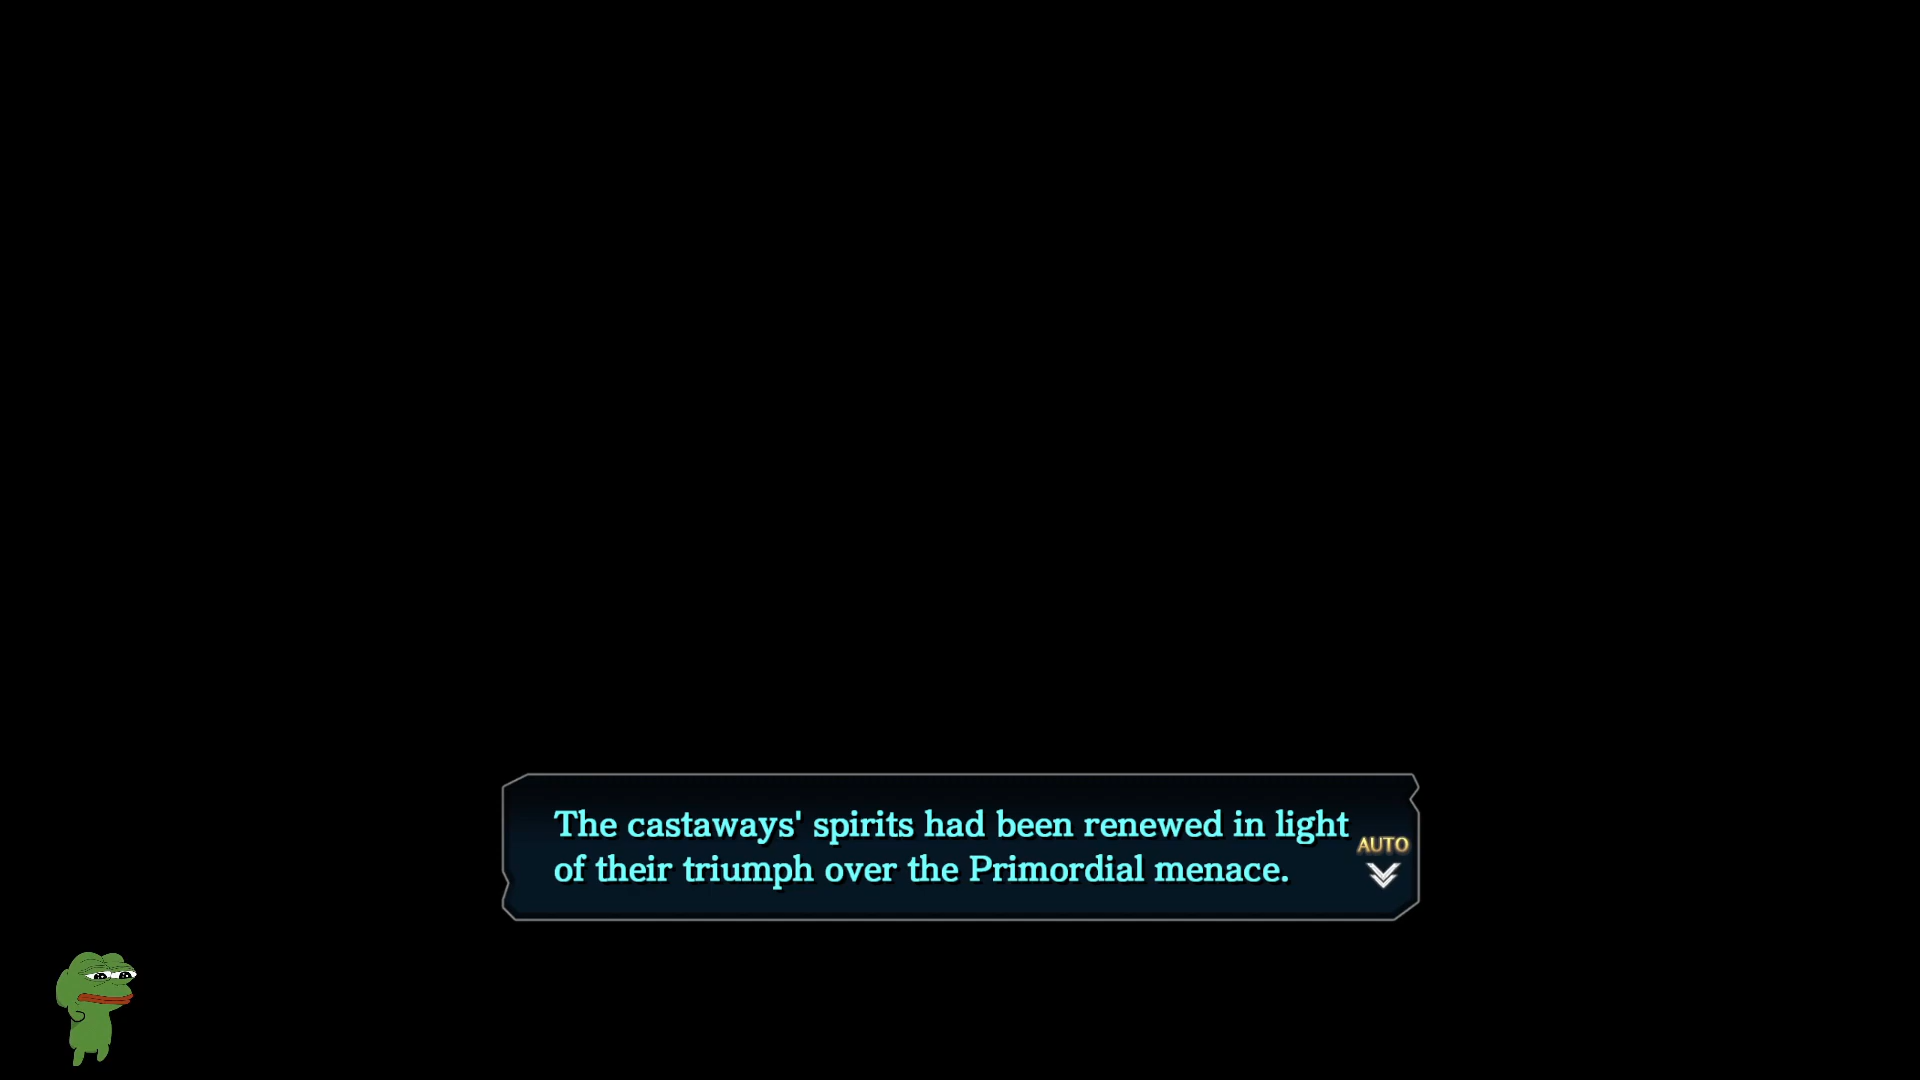 The castaways' spirits had been renewed in light
of their triumph over the Primordial menace.
AUTO